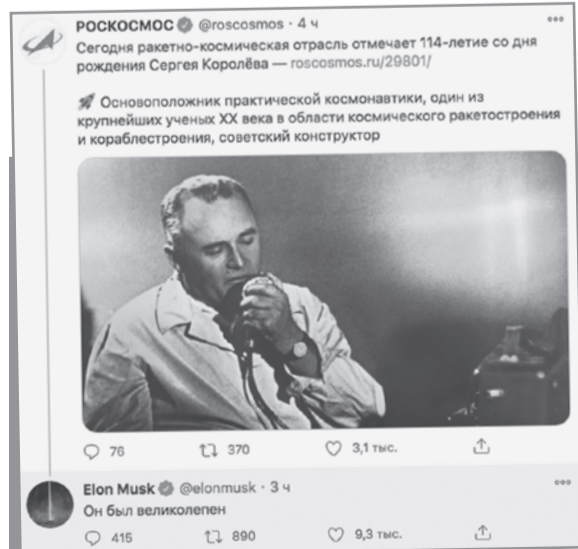 РОСКОСМОС @roscosmos · 4 ч
Сегодня ракетно-космическая отрасль отмечает 114-летие со дня
рождения Сергея Королёва — roscosmos.ru/29801/
🚀 Основоположник практической космонавтики, один из
крупнейших ученых XX века в области космического ракетостроения
и кораблестроения, советский конструктор
76 370 3,1 тыс.
Elon Musk @elonmusk · 3 ч
Он был великолепен
415 890 9,3 тыс.